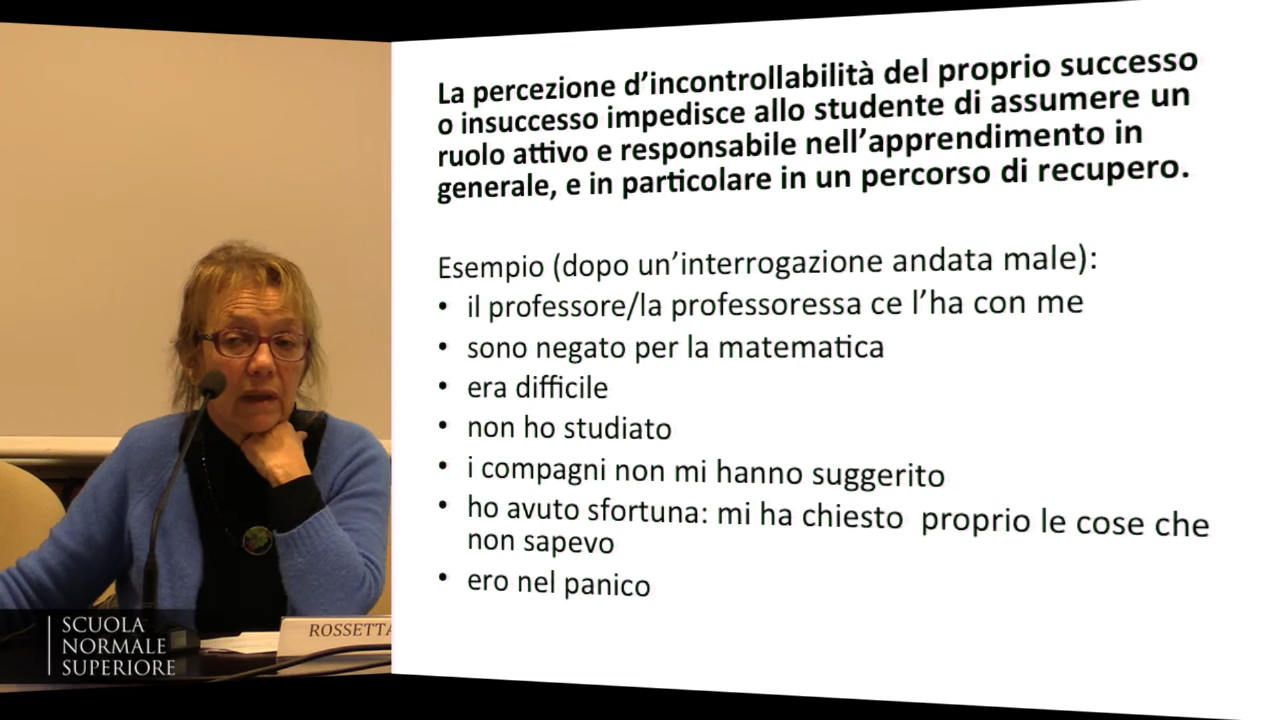 La percezione d'incontrollabilità del proprio successo
o insuccesso impedisce allo studente di assumere un
ruolo attivo e responsabile nell'apprendimento in
generale, e in particolare in un percorso di recupero.
Esempio (dopo un'interrogazione andata male):
• il professore/la professoressa ce l'ha con me
• sono negato per la matematica
• era difficile
• non ho studiato
• i compagni non mi hanno suggerito
• ho avuto sfortuna: mi ha chiesto proprio le cose che
non sapevo
• ero nel panico
ROSSETTA
SCUOLA
NORMALE
SUPERIORE